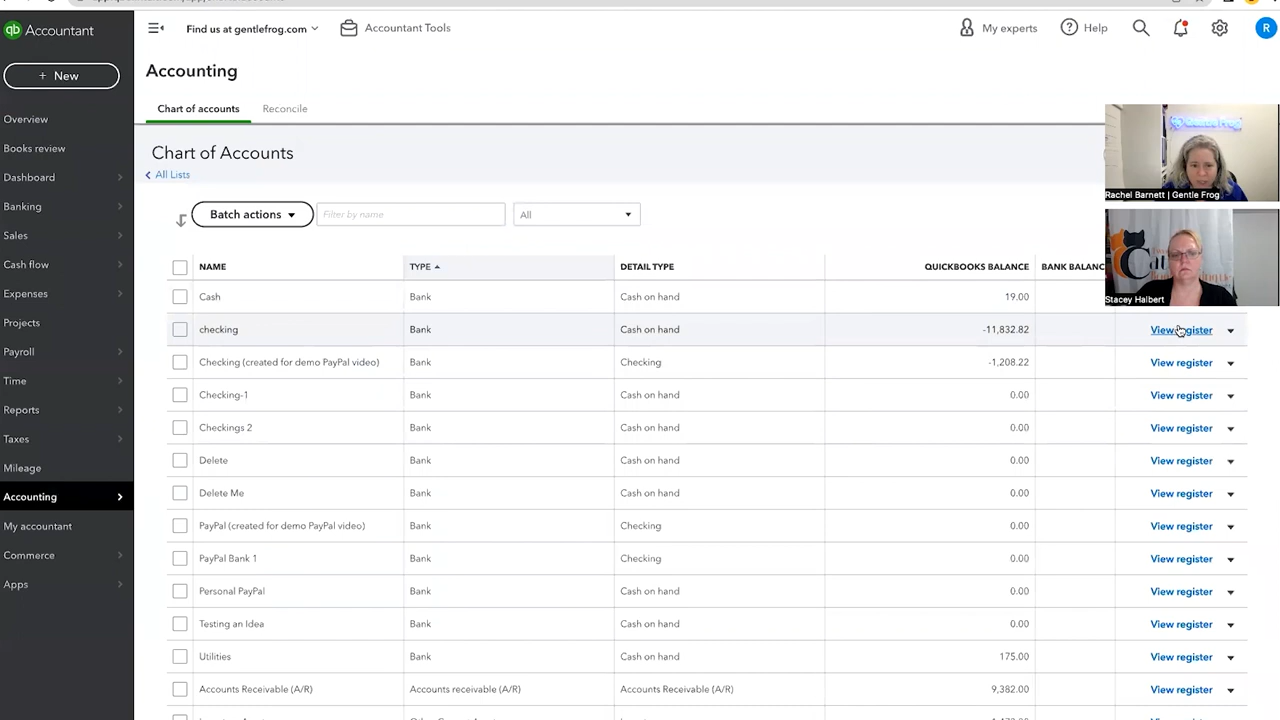 Accountant
Find us at gentlefrog.com
Accountant Tools
My experts
Help
R
+ New
Accounting
Overview
Books review
Dashboard
Banking
Sales
Cash flow
Expenses
Projects
Payroll
Time
Reports
Taxes
Mileage
Accounting
My accountant
Commerce
Apps
Chart of accounts
Reconcile
Chart of Accounts
All Lists
Batch actions
Filter by name
All
NAME TYPE DETAIL TYPE QUICKBOOKS BALANCE
Cash Bank Cash on hand 19.00
checking Bank Cash on hand -11,832.82 View register
Checking (created for demo PayPal video) Bank Checking -1,208.22 View register
Checking-1 Bank Cash on hand 0.00 View register
Checkings 2 Bank Cash on hand 0.00 View register
Delete Bank Cash on hand 0.00 View register
Delete Me Bank Cash on hand 0.00 View register
PayPal (created for demo PayPal video) Bank Checking 0.00 View register
PayPal Bank 1 Bank Checking 0.00 View register
Personal PayPal Bank Cash on hand 0.00 View register
Testing an Idea Bank Cash on hand 0.00 View register
Utilities Bank Cash on hand 175.00 View register
Accounts Receivable (A/R) Accounts receivable (A/R) Accounts Receivable (A/R) 9,382.00 View register
Gentle Frog
Rachel Barnett | Gentle Frog
Stacey Halbert